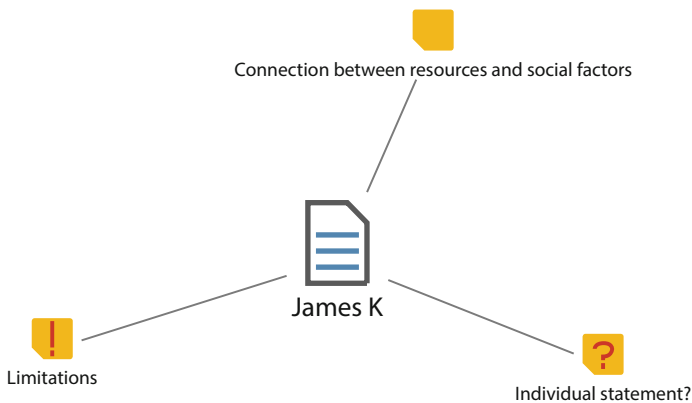 Connection between resources and social factors
James K
!
Limitations
?
Individual statement?